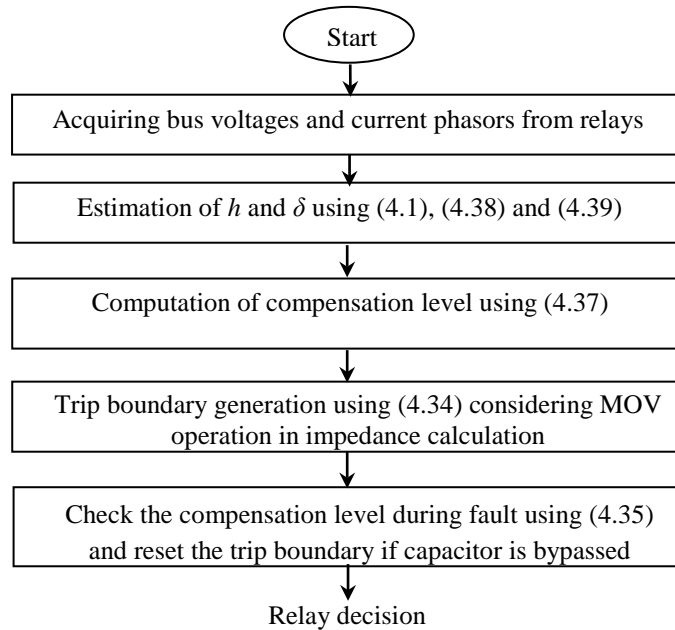 Start
Acquiring bus voltages and current phasors from relays
Estimation of h and δ using (4.1), (4.38) and (4.39)
Computation of compensation level using (4.37)
Trip boundary generation using (4.34) considering MOV
operation in impedance calculation
Check the compensation level during fault using (4.35)
and reset the trip boundary if capacitor is bypassed
Relay decision